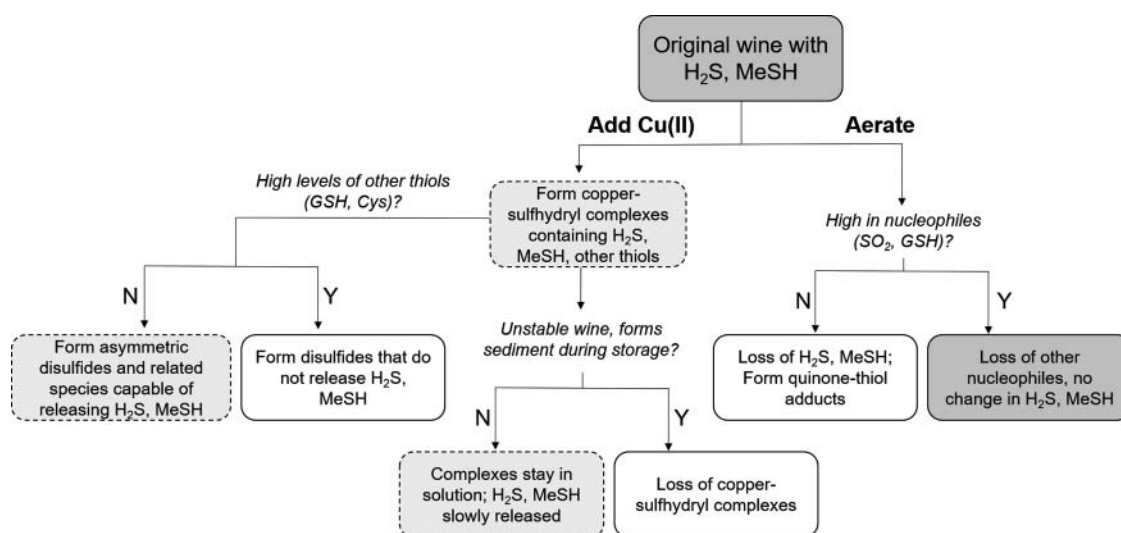 Original wine with
H₂S, MeSH
Add Cu(II)
Aerate
High levels of other thiols
(GSH, Cys)?
Form copper-
sulfhydryl complexes
containing H₂S,
MeSH, other thiols
High in nucleophiles
(SO₂, GSH)?
N
Y
N
Y
Form asymmetric
disulfides and related
species capable of
releasing H₂S, MeSH
Form disulfides that do
not release H₂S,
MeSH
Unstable wine, forms
sediment during storage?
Loss of H₂S, MeSH;
Form quinone-thiol
adducts
Loss of other
nucleophiles, no
change in H₂S, MeSH
N
Y
Complexes stay in
solution; H₂S, MeSH
slowly released
Loss of copper-
sulfhydryl complexes